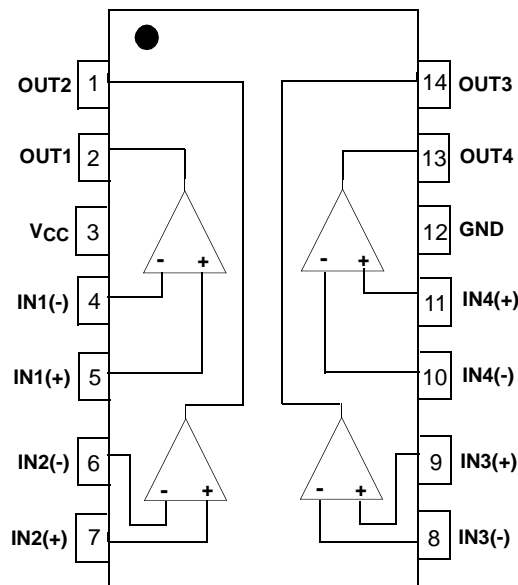 OUT2 1 14 OUT3
OUT1 2 13 OUT4
VCC 3 12 GND
- + - +
IN1(-) 4 11 IN4(+)
IN1(+) 5 10 IN4(-)
IN2(-) 6 9 IN3(+)
- + - +
IN2(+) 7 8 IN3(-)